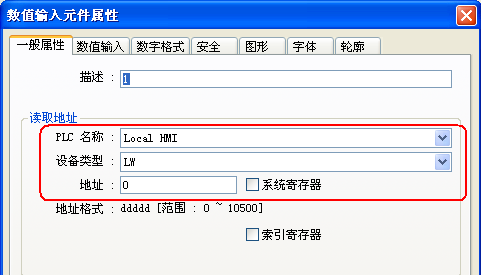 数值输入元件属性
一般属性 数值输入 数字格式 安全 图形 字体 轮廓
描述 : 1
读取地址
PLC 名称 : Local HMI
设备类型 : LW
地址 : 0 系统寄存器
地址格式 : ddddd [范围 : 0 ~ 10500]
索引寄存器